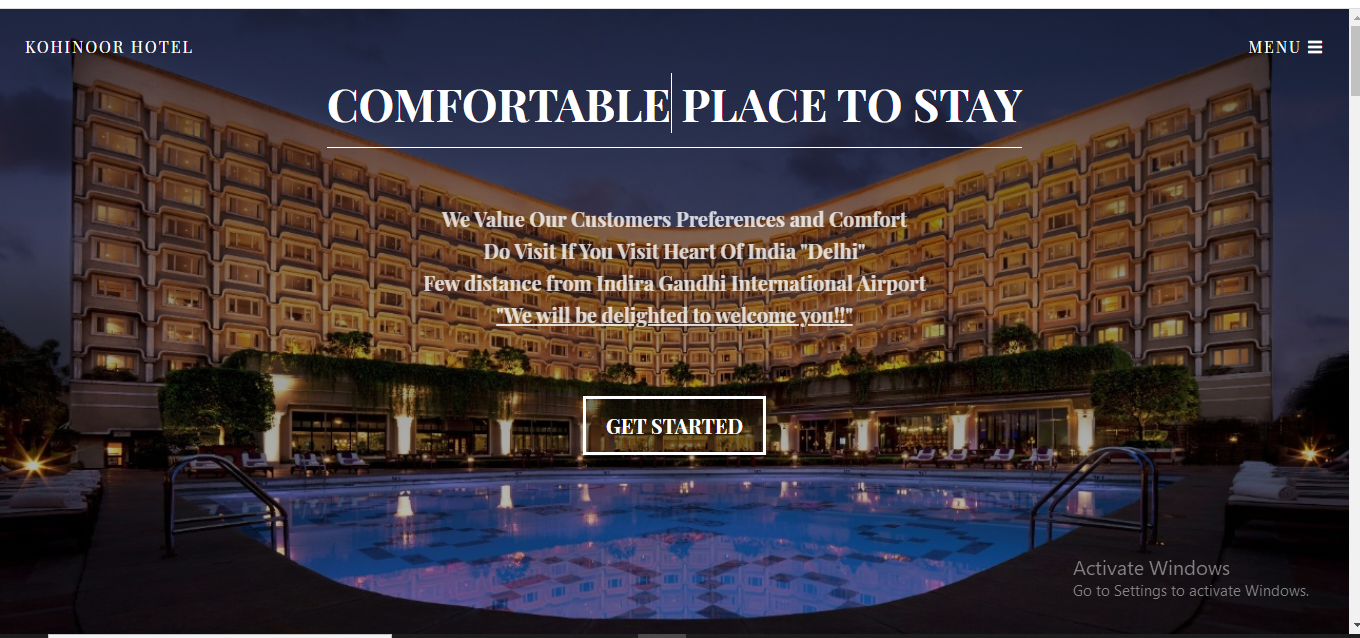 KOHINOOR HOTEL
MENU
COMFORTABLE PLACE TO STAY
We Value Our Customers Preferences and Comfort
Do Visit If You Visit Heart Of India "Delhi"
Few distance from Indira Gandhi International Airport
"We will be delighted to welcome you!!"
GET STARTED
Activate Windows
Go to Settings to activate Windows.